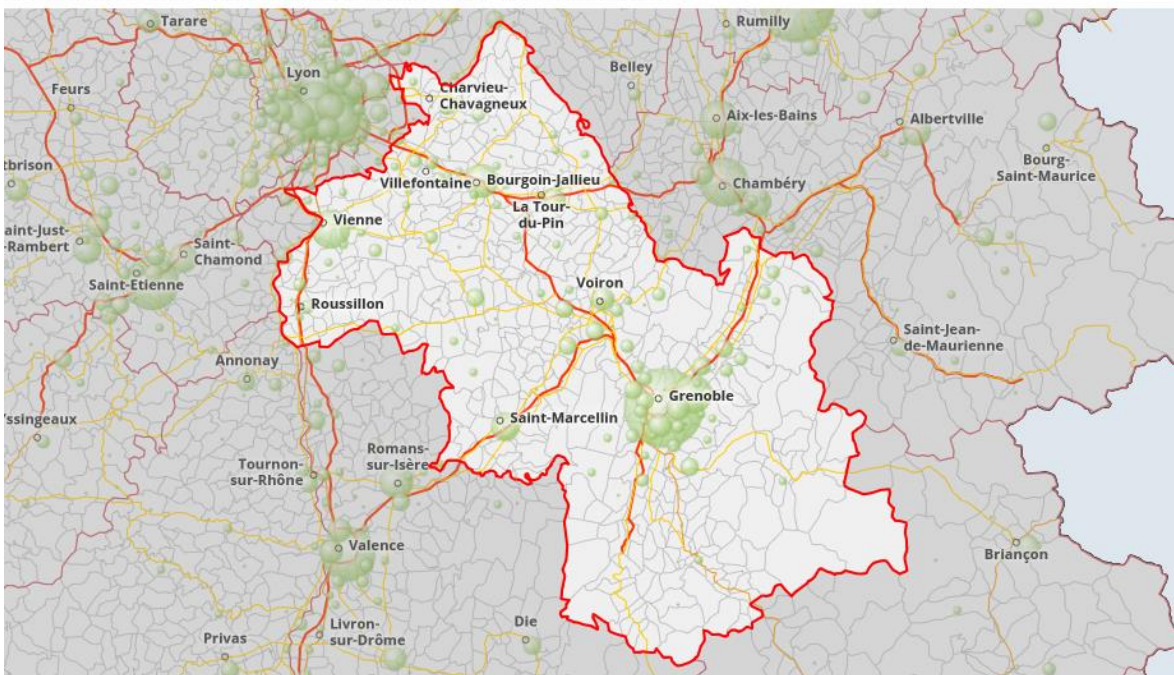 Tarare
Rumilly
Lyon
Belley
Feurs
Charvieu-
Chavagneux
Aix-les-Bains
Albertville
tbrison
Bourg-
Saint-Maurice
Villefontaine
Bourgoin-Jallieu
Chambéry
La Tour-
du-Pin
Vienne
aint-Just
-Rambert
Saint-
Chamond
Saint-Etienne
Voiron
Roussillon
Saint-Jean-
de-Maurienne
Annonay
Grenoble
Yssingeaux
Saint-Marcellin
Romans-
sur-Isère
Tournon-
sur-Rhône
Valence
Briançon
Livron-
sur-Drôme
Privas
Die